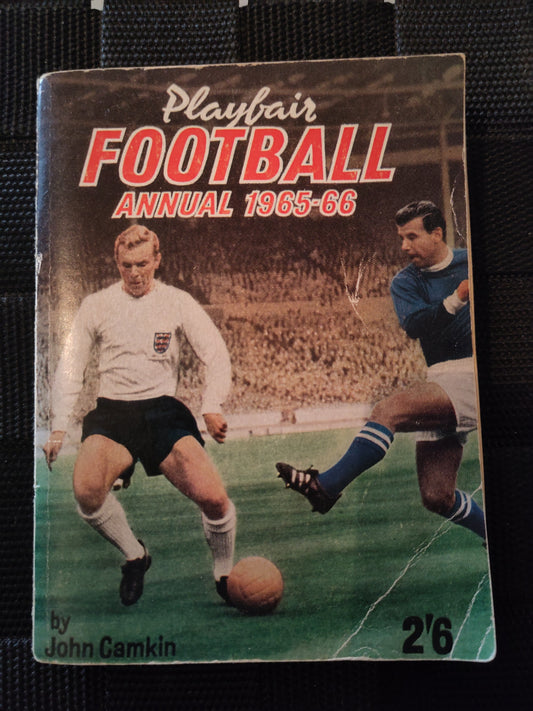 Playfair
FOOTBALL
ANNUAL 1965-66
by
John Camkin
2'6